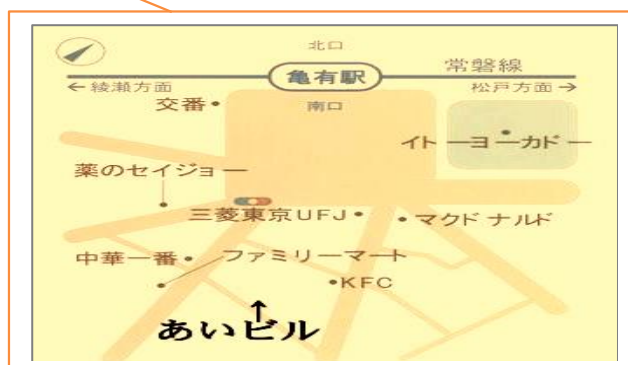 北口
亀有駅
常磐線
←綾瀬方面
松戸方面→
交番
南口
イトーヨーカドー
薬のセイジョー
三菱東京UFJ
マクドナルド
中華一番
ファミリーマート
KFC
↑
あいビル